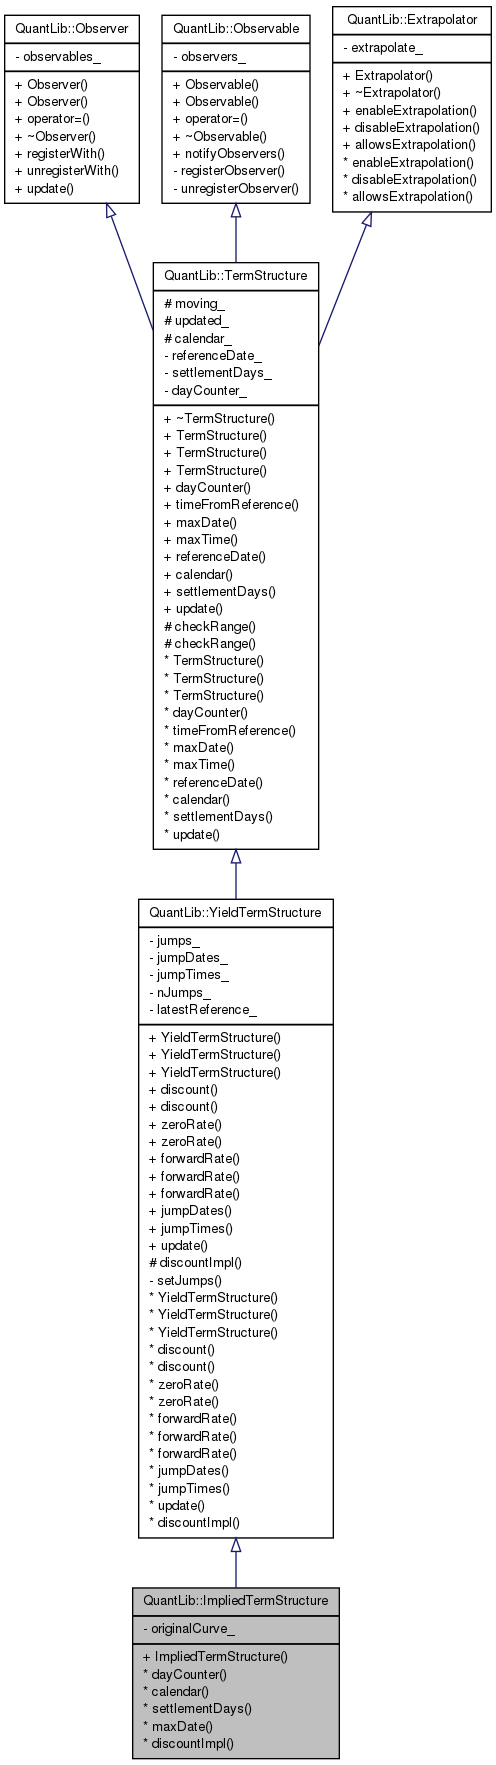 QuantLib::Observer
- observables_
+ Observer()
+ Observer()
+ operator=()
+ ~Observer()
+ registerWith()
+ unregisterWith()
+ update()
QuantLib::Observable
- observers_
+ Observable()
+ Observable()
+ operator=()
+ ~Observable()
+ notifyObservers()
- registerObserver()
- unregisterObserver()
QuantLib::Extrapolator
- extrapolate_
+ Extrapolator()
+ ~Extrapolator()
+ enableExtrapolation()
+ disableExtrapolation()
+ allowsExtrapolation()
* enableExtrapolation()
* disableExtrapolation()
* allowsExtrapolation()
QuantLib::TermStructure
# moving_
# updated_
# calendar_
- referenceDate_
- settlementDays_
- dayCounter_
+ ~TermStructure()
+ TermStructure()
+ TermStructure()
+ TermStructure()
+ dayCounter()
+ timeFromReference()
+ maxDate()
+ maxTime()
+ referenceDate()
+ calendar()
+ settlementDays()
+ update()
# checkRange()
# checkRange()
* TermStructure()
* TermStructure()
* TermStructure()
* dayCounter()
* timeFromReference()
* maxDate()
* maxTime()
* referenceDate()
* calendar()
* settlementDays()
* update()
QuantLib::YieldTermStructure
- jumps_
- jumpDates_
- jumpTimes_
- nJumps_
- latestReference_
+ YieldTermStructure()
+ YieldTermStructure()
+ YieldTermStructure()
+ discount()
+ discount()
+ zeroRate()
+ zeroRate()
+ forwardRate()
+ forwardRate()
+ forwardRate()
+ jumpDates()
+ jumpTimes()
+ update()
# discountImpl()
- setJumps()
* YieldTermStructure()
* YieldTermStructure()
* YieldTermStructure()
* discount()
* discount()
* zeroRate()
* zeroRate()
* forwardRate()
* forwardRate()
* forwardRate()
* jumpDates()
* jumpTimes()
* update()
* discountImpl()
QuantLib::ImpliedTermStructure
- originalCurve_
+ ImpliedTermStructure()
* dayCounter()
* calendar()
* settlementDays()
* maxDate()
* discountImpl()